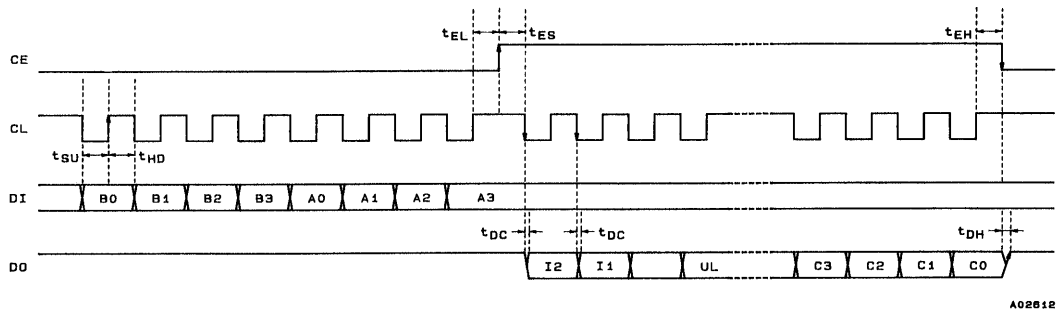 tEL tES tEH
CE
CL
tSU tHD
DI B0 B1 B2 B3 A0 A1 A2 A3
tDC tDC tDH
DO I2 I1 UL C3 C2 C1 C0
A02612